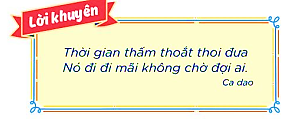 Lời khuyên
Thời gian thấm thoắt thoi đưa
Nó đi đi mãi không chờ đợi ai.
Ca dao